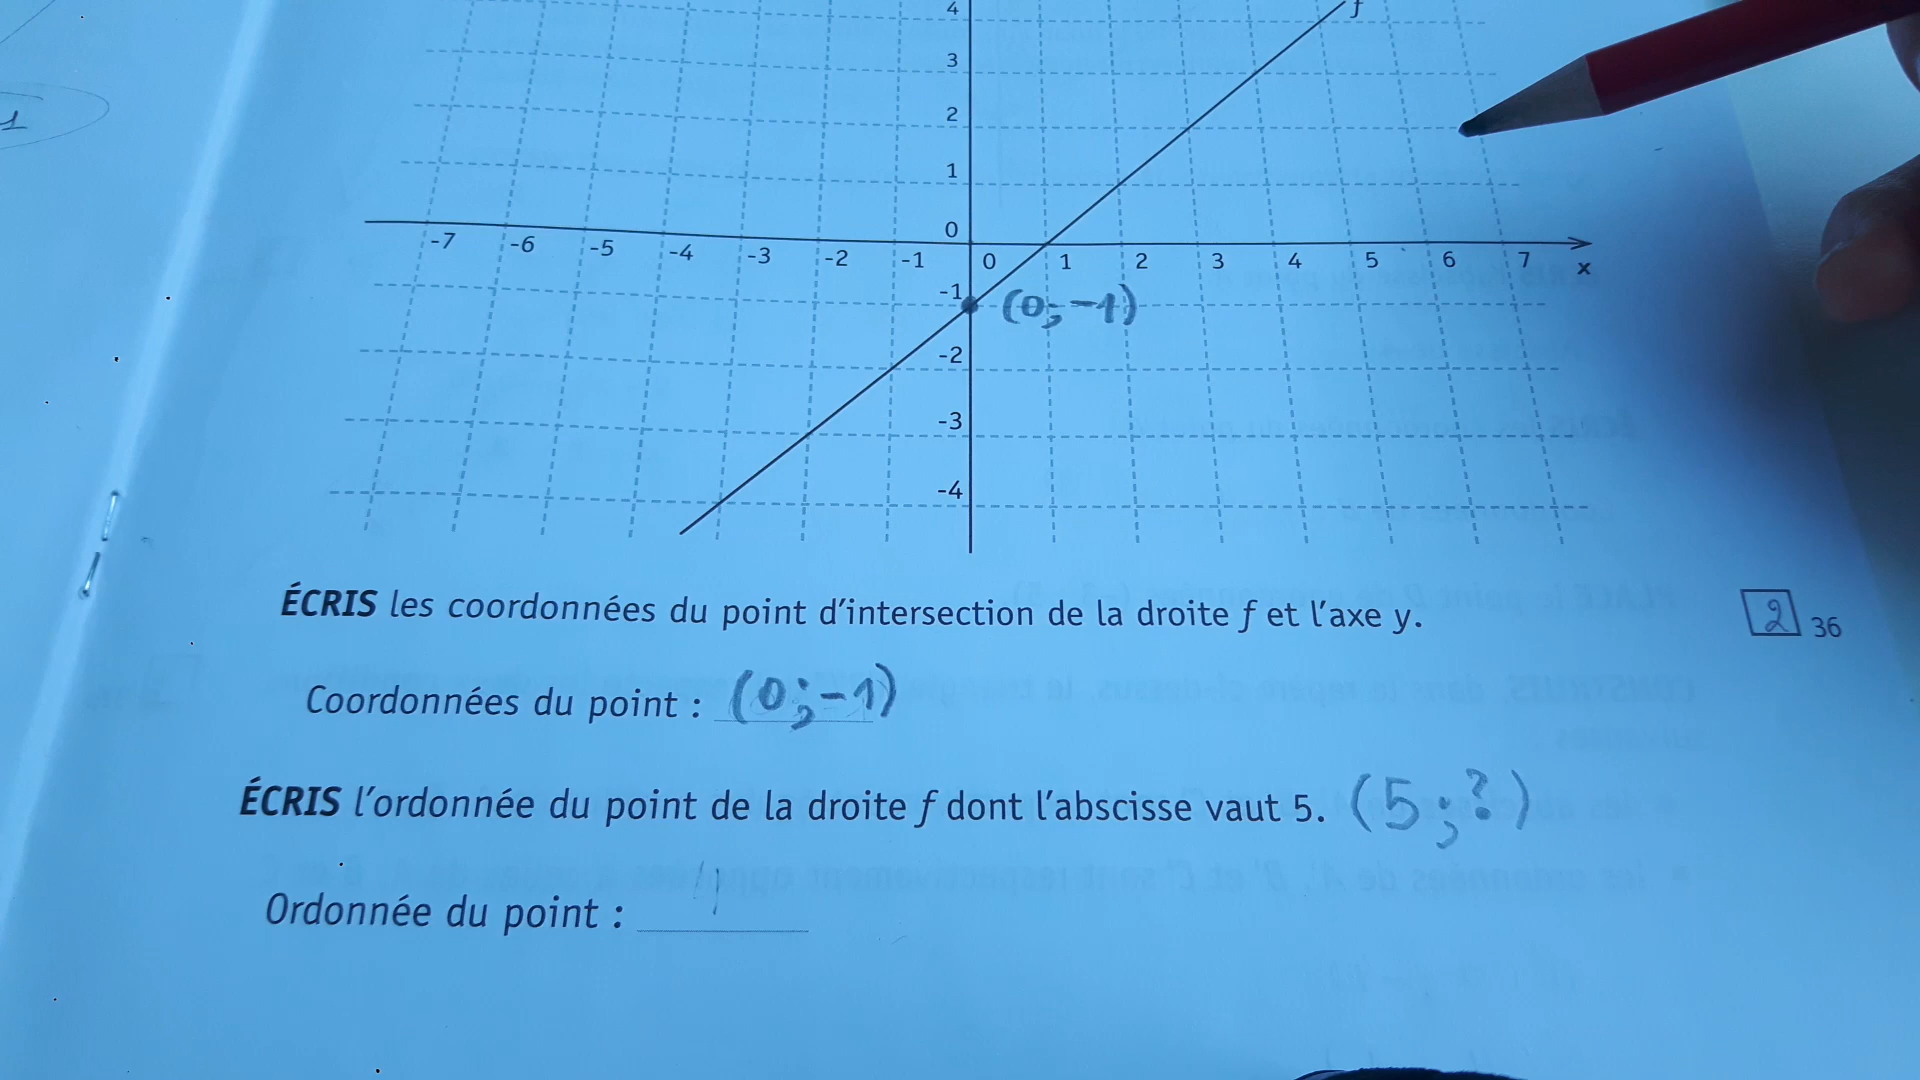 4 f
3
2
1
0
-7 -6 -5 -4 -3 -2 -1 0 1 2 3 4 5 6 7 x
-1 (0;-1)
-2
-3
-4
ÉCRIS les coordonnées du point d'intersection de la droite f et l'axe y.
2 36
Coordonnées du point : (0;-1)
ÉCRIS l'ordonnée du point de la droite f dont l'abscisse vaut 5. (5;?)
Ordonnée du point : 4